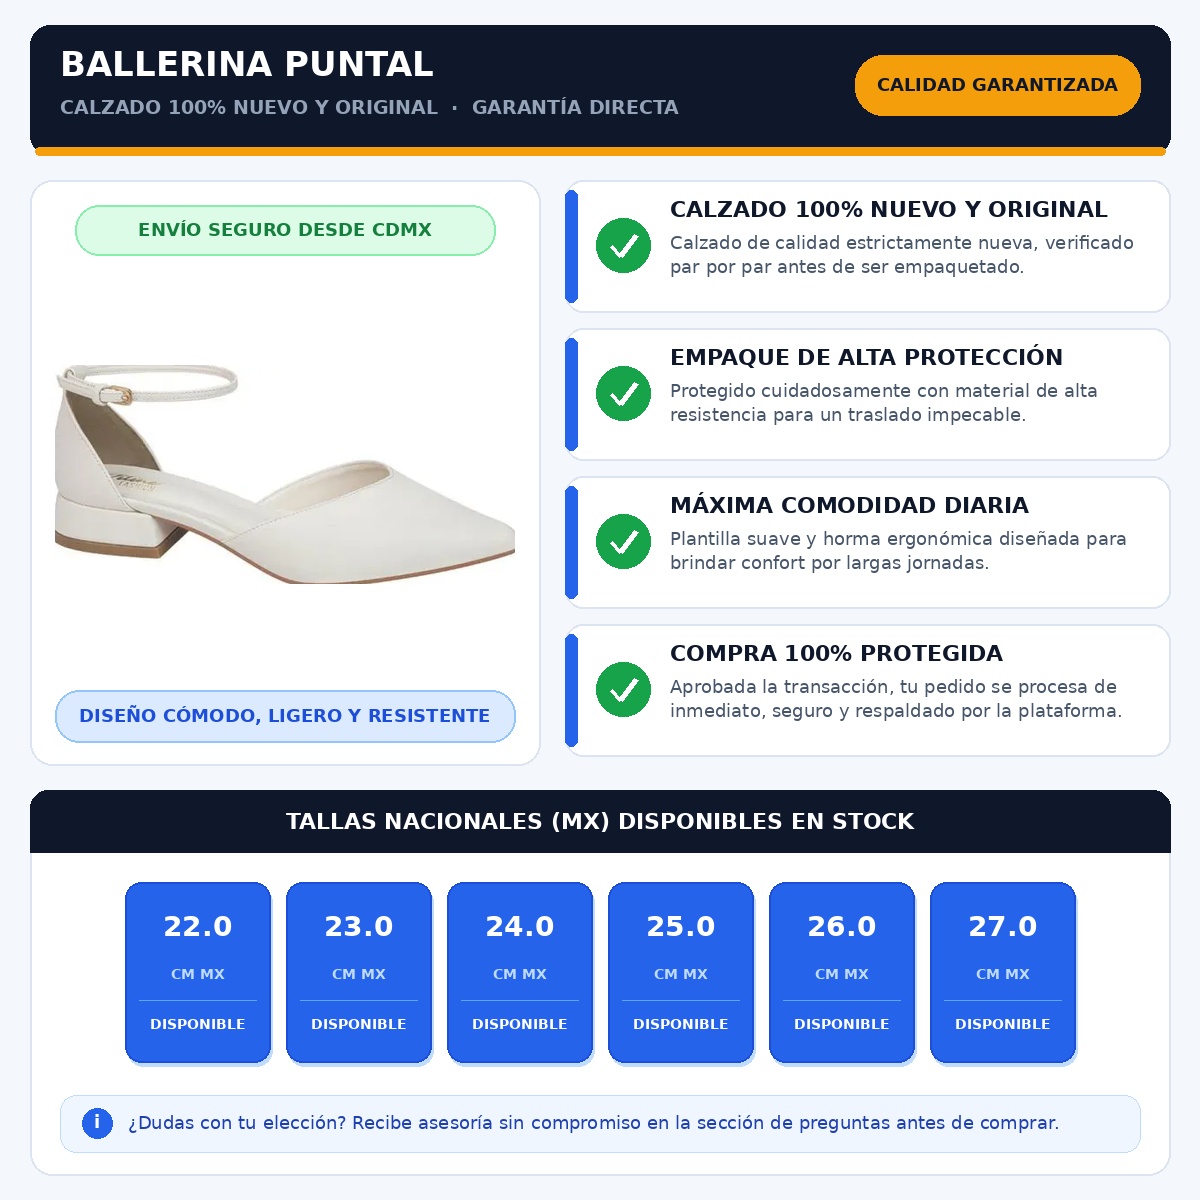 BALLERINA PUNTAL
CALZADO 100% NUEVO Y ORIGINAL · GARANTÍA DIRECTA
CALIDAD GARANTIZADA
ENVÍO SEGURO DESDE CDMX
DISEÑO CÓMODO, LIGERO Y RESISTENTE
CALZADO 100% NUEVO Y ORIGINAL
Calzado de calidad estrictamente nueva, verificado
par por par antes de ser empaquetado.
EMPAQUE DE ALTA PROTECCIÓN
Protegido cuidadosamente con material de alta
resistencia para un traslado impecable.
MÁXIMA COMODIDAD DIARIA
Plantilla suave y horma ergonómica diseñada para
brindar confort por largas jornadas.
COMPRA 100% PROTEGIDA
Aprobada la transacción, tu pedido se procesa de
inmediato, seguro y respaldado por la plataforma.
TALLAS NACIONALES (MX) DISPONIBLES EN STOCK
22.0 23.0 24.0 25.0 26.0 27.0
CM MX CM MX CM MX CM MX CM MX CM MX
DISPONIBLE DISPONIBLE DISPONIBLE DISPONIBLE DISPONIBLE DISPONIBLE
i ¿Dudas con tu elección? Recibe asesoría sin compromiso en la sección de preguntas antes de comprar.